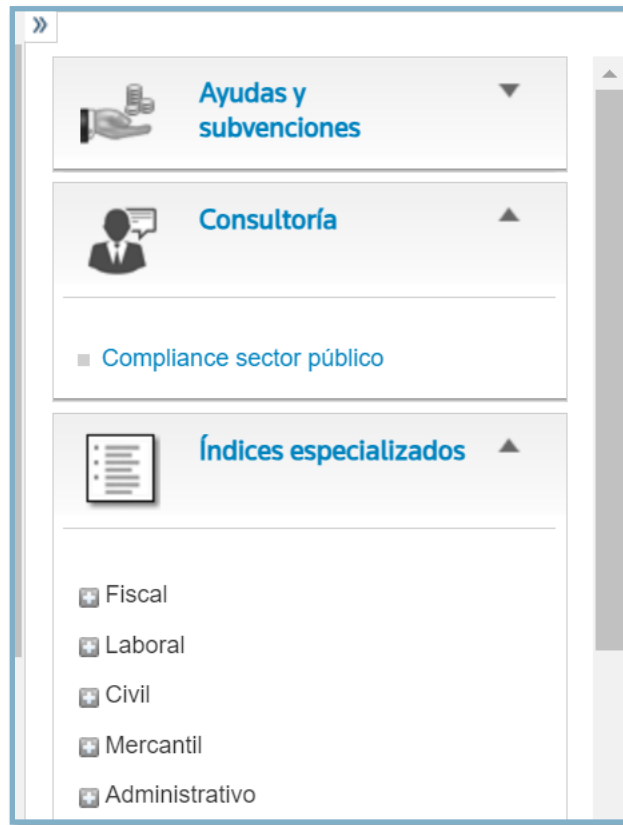 Ayudas y
subvenciones
Consultoría
Compliance sector público
Índices especializados
Fiscal
Laboral
Civil
Mercantil
Administrativo